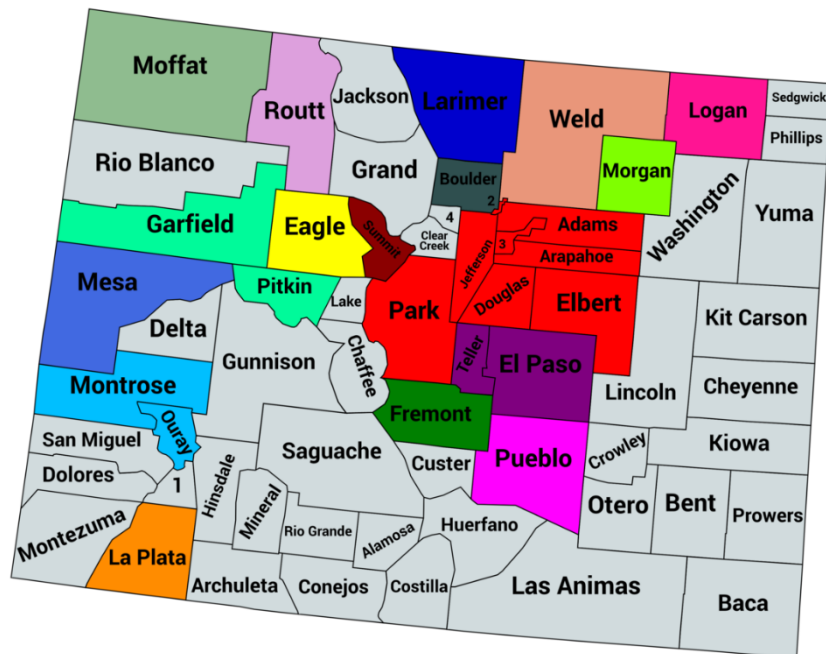 Moffat
Routt
Jackson
Larimer
Weld
Logan
Sedgwick
Phillips
Rio Blanco
Grand
Boulder
Morgan
Washington
Yuma
Garfield
Eagle
Summit
4
Clear
Creek
2
Jefferson
3
Adams
Arapahoe
Mesa
Pitkin
Lake
Park
Douglas
Elbert
Kit Carson
Delta
Gunnison
Chaffee
Teller
El Paso
Lincoln
Cheyenne
Montrose
Ouray
Fremont
San Miguel
Saguache
Custer
Pueblo
Crowley
Kiowa
Dolores
1
Hinsdale
Mineral
Otero
Bent
Prowers
Montezuma
La Plata
Rio Grande
Alamosa
Huerfano
Archuleta
Conejos
Costilla
Las Animas
Baca